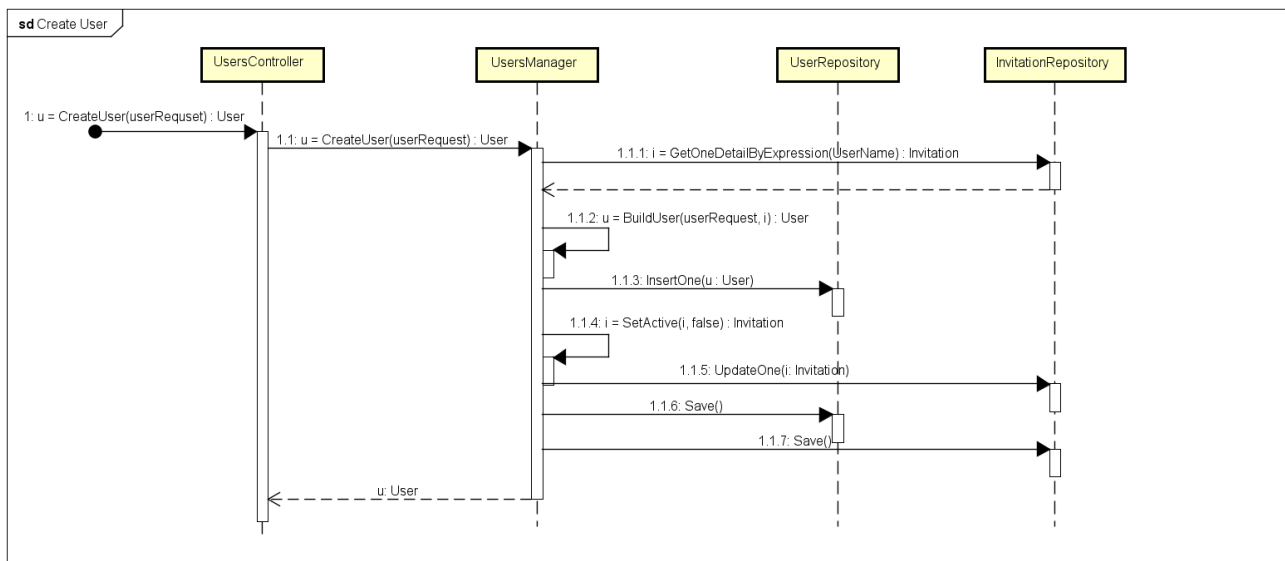 sd Create User
UsersController
UsersManager
UserRepository
InvitationRepository
1: u = CreateUser(userRequset) : User
1.1: u = CreateUser(userRequest) : User
1.1.1: i = GetOneDetailByExpression(UserName) : Invitation
1.1.2: u = BuildUser(userRequest, i) : User
1.1.3: InsertOne(u : User)
1.1.4: i = SetActive(i, false) : Invitation
1.1.5: UpdateOne(i: Invitation)
1.1.6: Save()
1.1.7: Save()
u: User